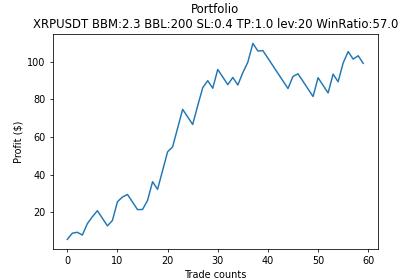 Portfolio
XRPUSDT BBM:2.3 BBL:200 SL:0.4 TP:1.0 lev:20 WinRatio:57.0
100
80
60
40
20
Profit ($)
0 10 20 30 40 50 60
Trade counts